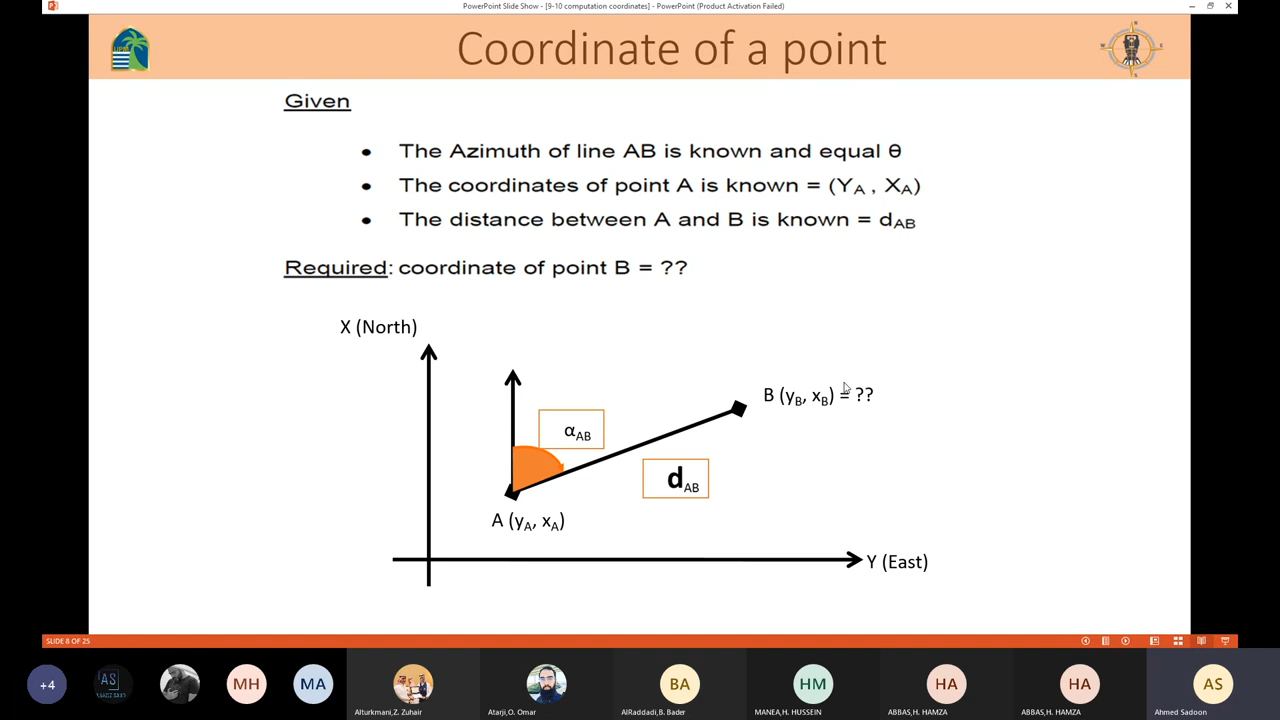 PowerPoint Slide Show - [9-10 computation coordinates] - PowerPoint (Product Activation Failed)
Coordinate of a point
Given
• The Azimuth of line AB is known and equal θ
• The coordinates of point A is known = (YA , XA)
• The distance between A and B is known = dAB
Required: coordinate of point B = ??
X (North)
B (yB, xB) = ??
αAB
dAB
A (yA, xA)
Y (East)
SLIDE 8 OF 25
+4
AS
MH
MA
BA
HM
HA
HA
AS
Alturkmani,Z. Zuhair
Atarji,O. Omar
AlRaddadi,B. Bader
MANEA,H. HUSSEIN
ABBAS,H. HAMZA
ABBAS,H. HAMZA
Ahmed Sadoon